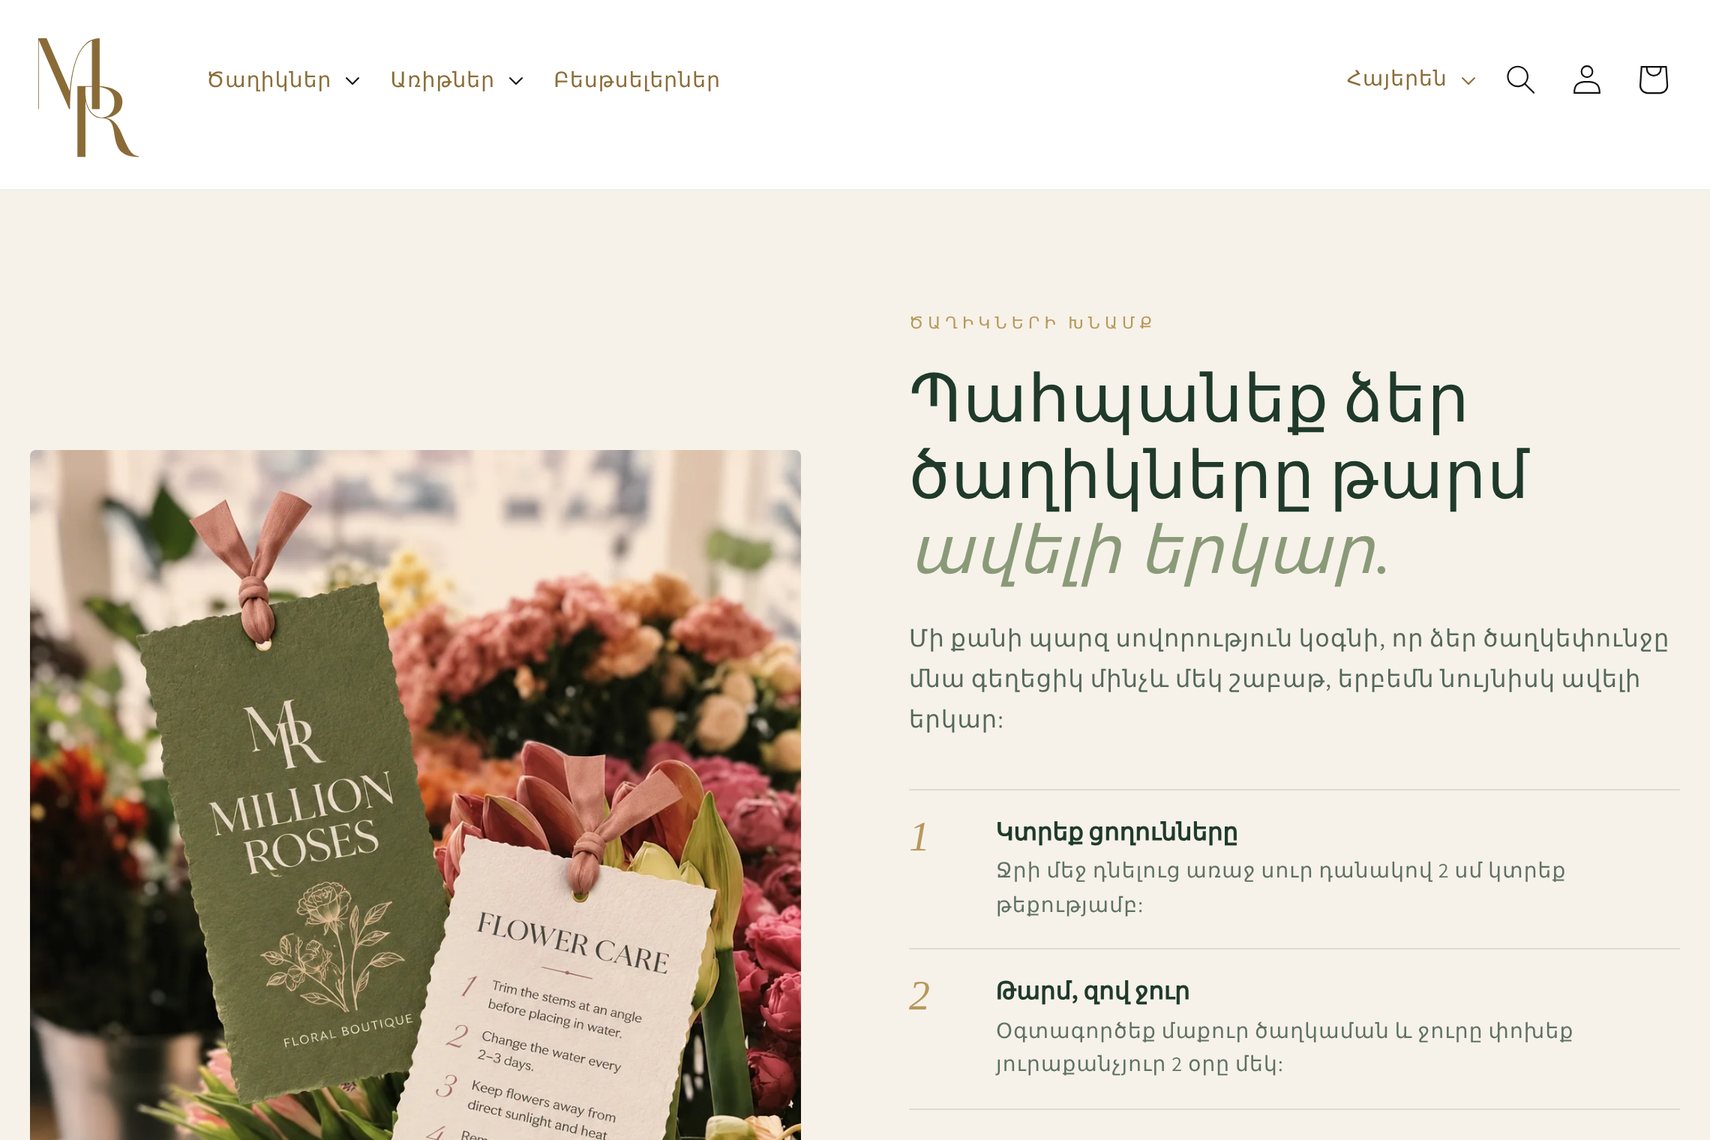 MR
Ծաղիկներ
Առիթներ
Բեսթսելերներ
Հայերեն
ԾԱՂԻԿՆԵՐԻ ԽՆԱՄՔ
Պահպանեք ձեր
ծաղիկները թարմ
ավելի երկար.
Մի քանի պարզ սովորություն կօգնի, որ ձեր ծաղկեփունջը
մնա գեղեցիկ մինչև մեկ շաբաթ, երբեմն նույնիսկ ավելի
երկար։
1
Կտրեք ցողունները
Ջրի մեջ դնելուց առաջ սուր դանակով 2 սմ կտրեք
թեքությամբ։
2
Թարմ, զով ջուր
Օգտագործեք մաքուր ծաղկաման և ջուրը փոխեք
յուրաքանչյուր 2 օրը մեկ։
MR
MILLION
ROSES
FLORAL BOUTIQUE
FLOWER CARE
1 Trim the stems at an angle
before placing in water.
2 Change the water every
2–3 days.
3 Keep flowers away from
direct sunlight and heat
4